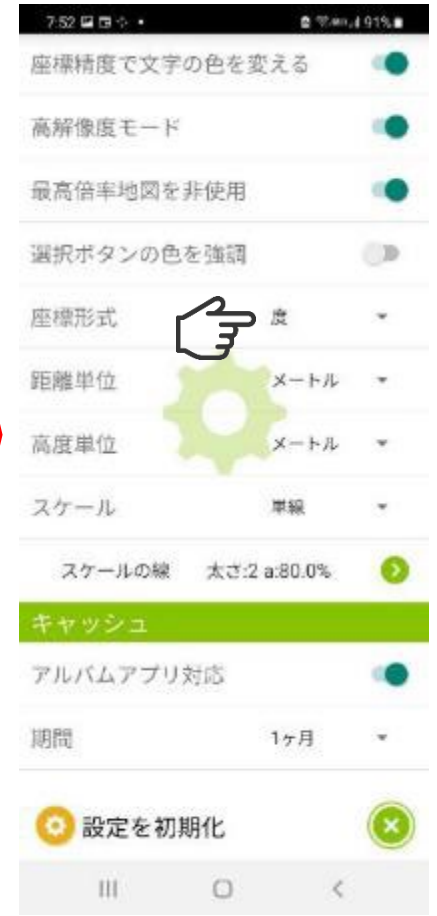 7:52 91%
座標精度で文字の色を変える
高解像度モード
最高倍率地図を非使用
選択ボタンの色を強調
座標形式 度
距離単位 メートル
高度単位 メートル
スケール 単線
スケールの線 太さ:2 a:80.0%
キャッシュ
アルバムアプリ対応
期間 1ヶ月
設定を初期化